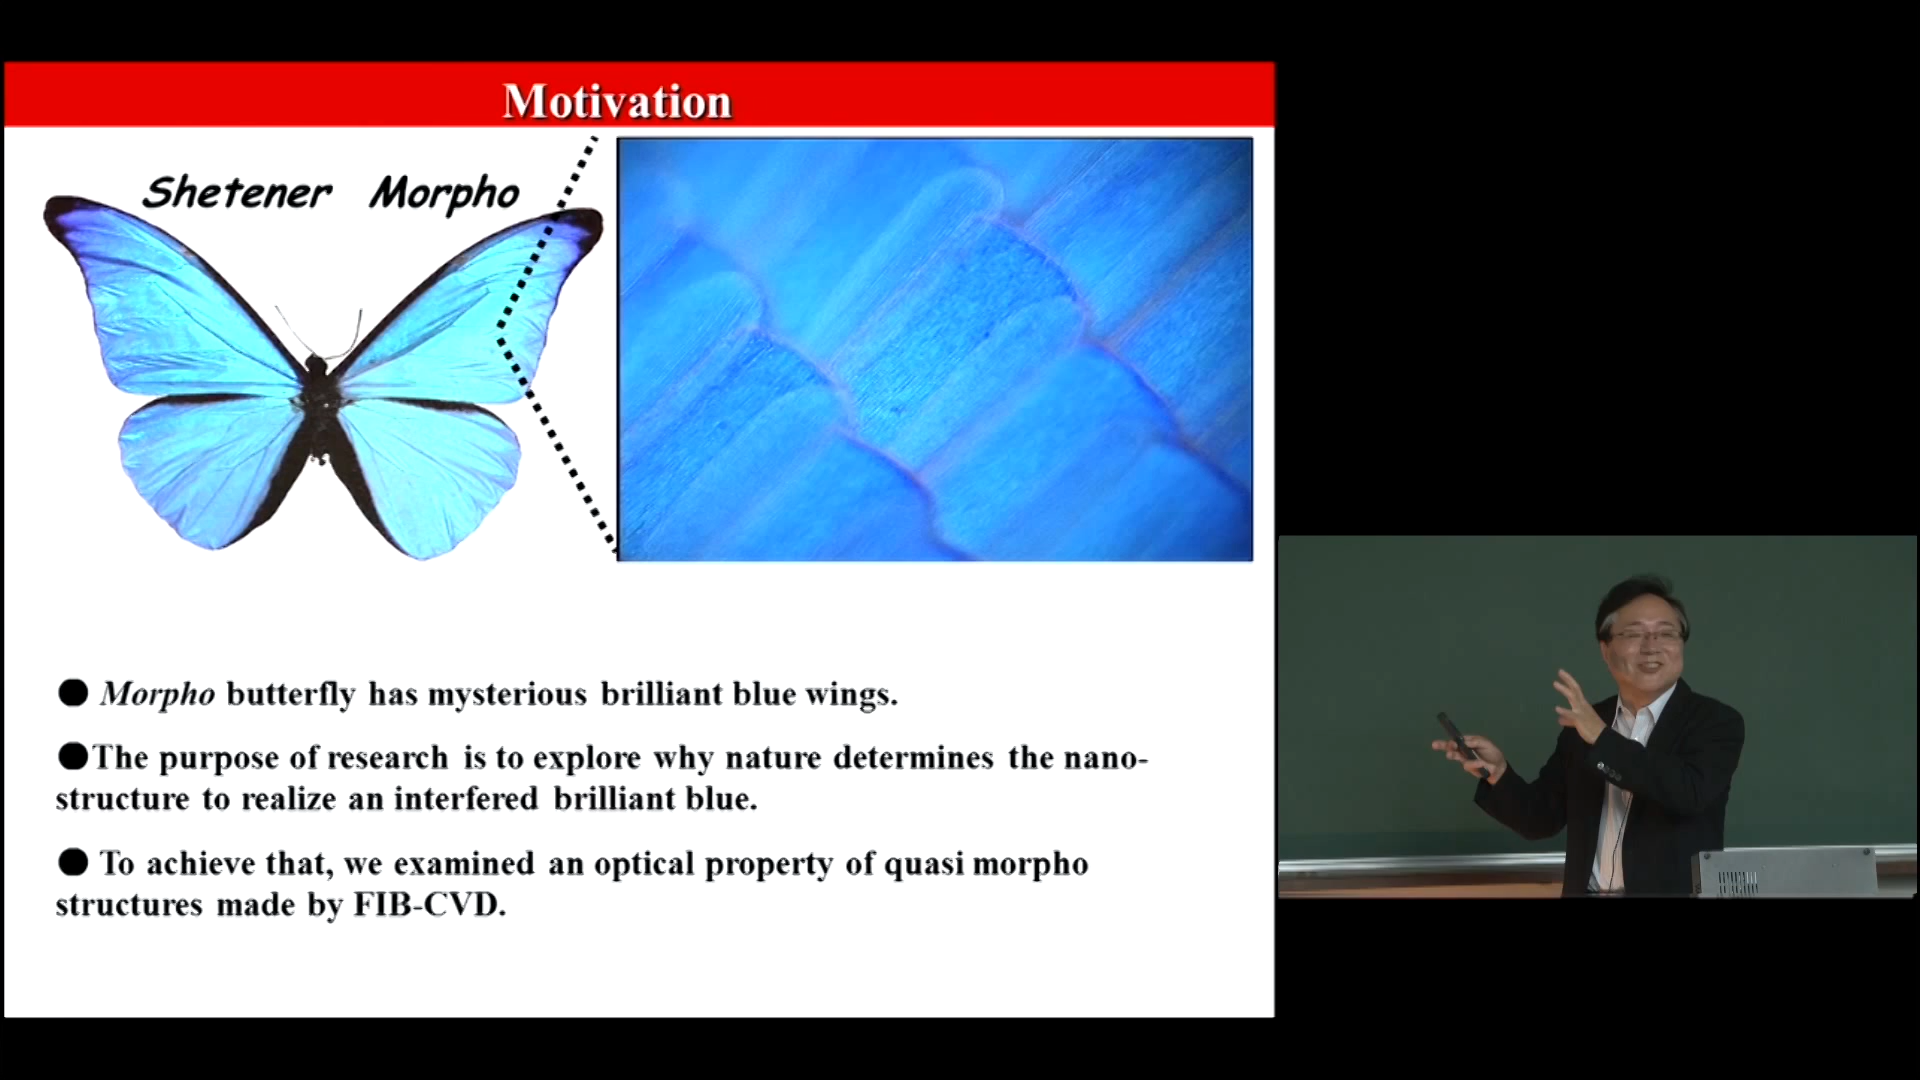 Motivation
Shetener Morpho
● Morpho butterfly has mysterious brilliant blue wings.
●The purpose of research is to explore why nature determines the nano-
structure to realize an interfered brilliant blue.
● To achieve that, we examined an optical property of quasi morpho
structures made by FIB-CVD.